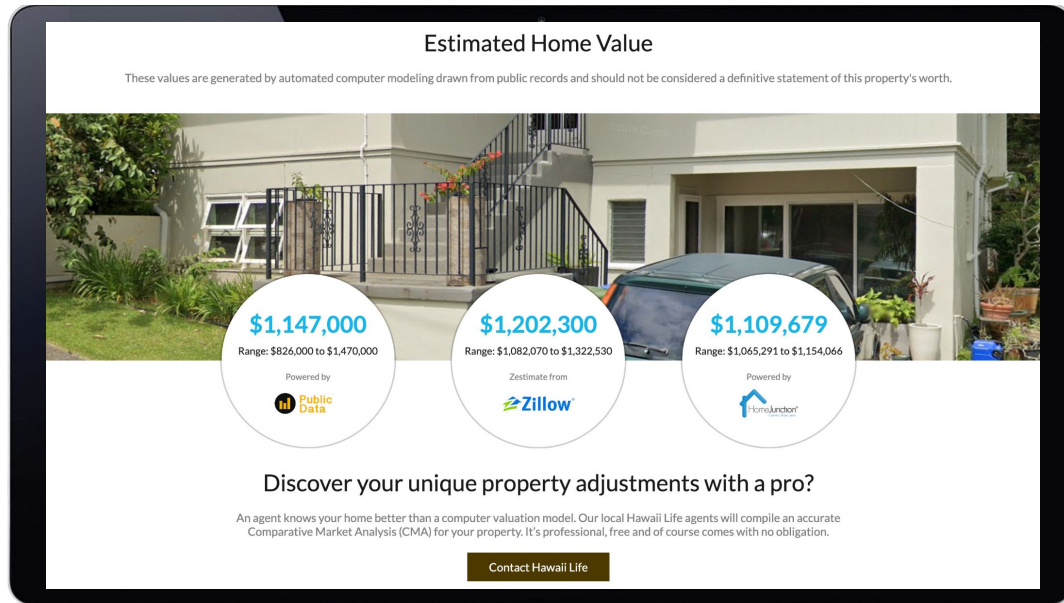 Estimated Home Value
These values are generated by automated computer modeling drawn from public records and should not be considered a definitive statement of this property's worth.
$1,147,000
Range: $826,000 to $1,470,000
Powered by
Public
Data
$1,202,300
Range: $1,082,070 to $1,322,530
Zestimate from
Zillow®
$1,109,679
Range: $1,065,291 to $1,154,066
Powered by
HomeJunction®
Discover your unique property adjustments with a pro?
An agent knows your home better than a computer valuation model. Our local Hawaii Life agents will compile an accurate
Comparative Market Analysis (CMA) for your property. It's professional, free and of course comes with no obligation.
Contact Hawaii Life